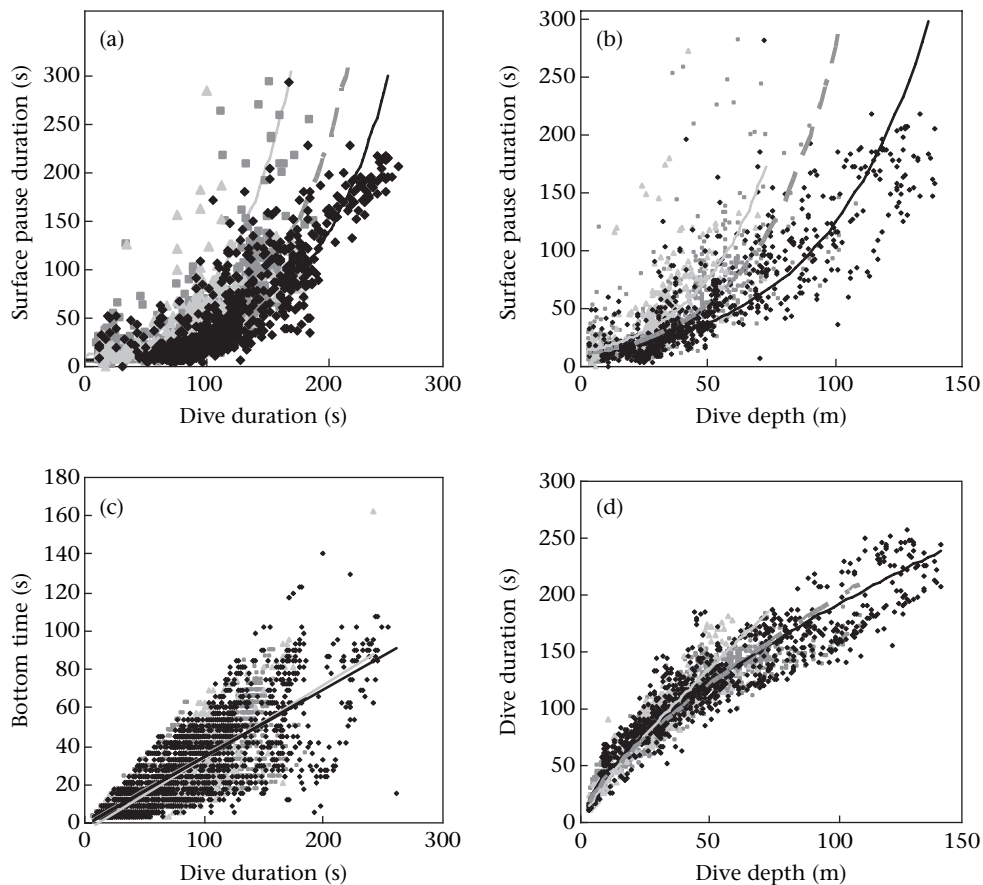 (a)
Surface pause duration (s)
300
250
200
150
100
50
0
0 100 200 300
Dive duration (s)
(b)
Surface pause duration (s)
300
250
200
150
100
50
0
0 50 100 150
Dive depth (m)
(c)
Bottom time (s)
180
160
140
120
100
80
60
40
20
0
0 100 200 300
Dive duration (s)
(d)
Dive duration (s)
300
250
200
150
100
50
0
0 50 100 150
Dive depth (m)